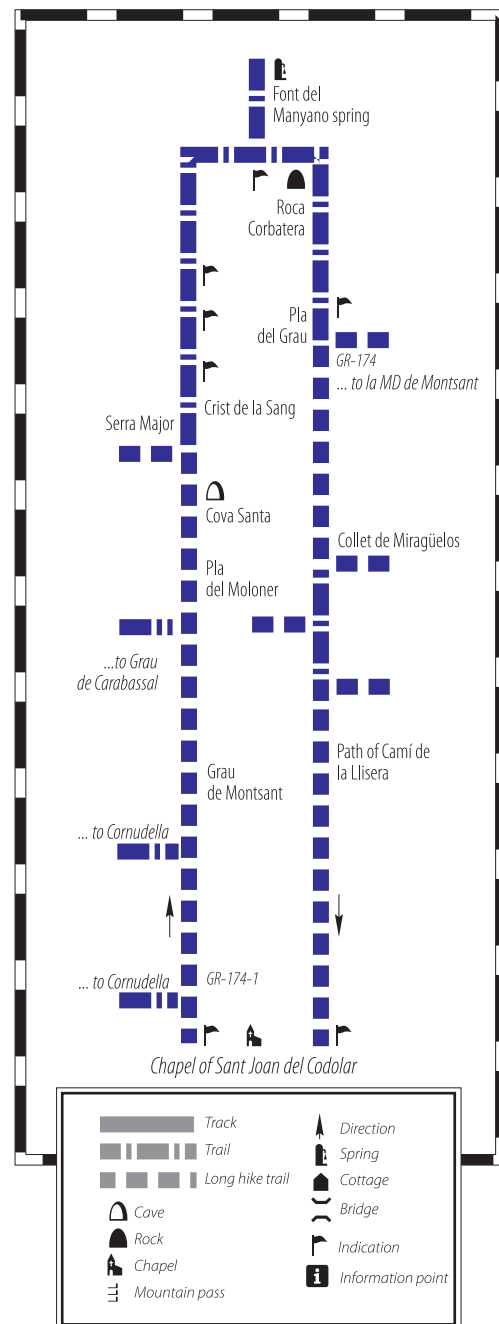 Font del
Manyano spring
Roca
Corbatera
Pla
del Grau
GR-174
... to la MD de Montsant
Crist de la Sang
Serra Major
Cova Santa
Collet de Miragüelos
Pla
del Moloner
...to Grau
de Carabassal
Path of Camí de
la Llisera
Grau
de Montsant
... to Cornudella
... to Cornudella
GR-174-1
Chapel of Sant Joan del Codolar
Track
Trail
Long hike trail
Cave
Rock
Chapel
Mountain pass
Direction
Spring
Cottage
Bridge
Indication
i
Information point